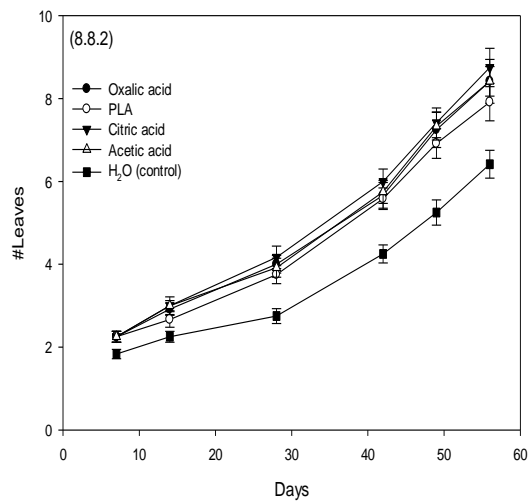 (8.8.2)
Oxalic acid
PLA
Citric acid
Acetic acid
H₂O (control)
#Leaves
10
8
6
4
2
0
0 10 20 30 40 50 60
Days